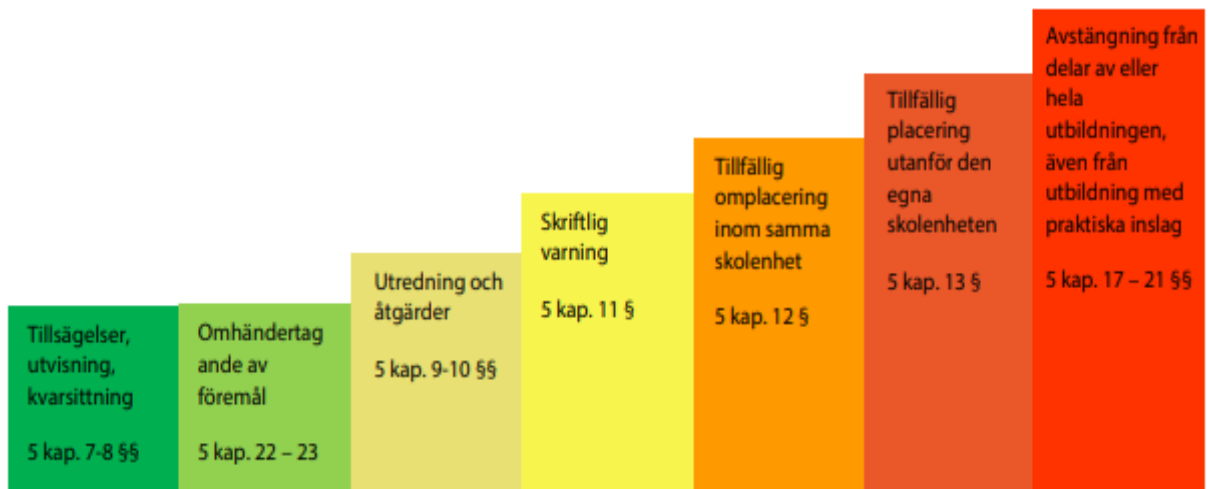 Tillsägelser,
utvisning,
kvarsittning
5 kap. 7-8 §§
Omhändertag
ande av
föremål
5 kap. 22 – 23
Utredning och
åtgärder
5 kap. 9-10 §§
Skriftlig
varning
5 kap. 11 §
Tillfällig
omplacering
inom samma
skolenhet
5 kap. 12 §
Tillfällig
placering
utanför den
egna
skolenheten
5 kap. 13 §
Avstängning från
delar av eller
hela
utbildningen,
även från
utbildning med
praktiska inslag
5 kap. 17 – 21 §§